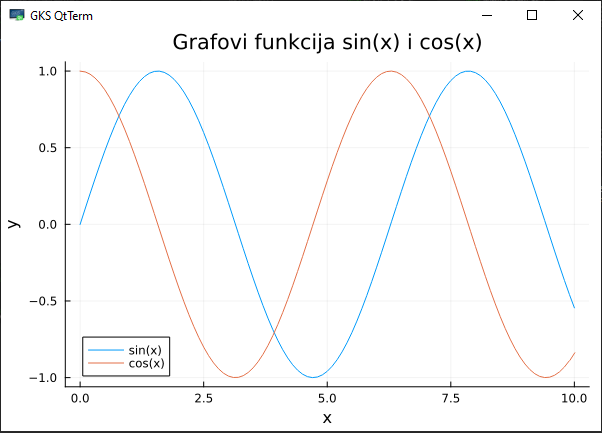 GKS QtTerm
Grafovi funkcija sin(x) i cos(x)
1.0
0.5
0.0
−0.5
−1.0
y
sin(x)
cos(x)
0.0 2.5 5.0 7.5 10.0
x